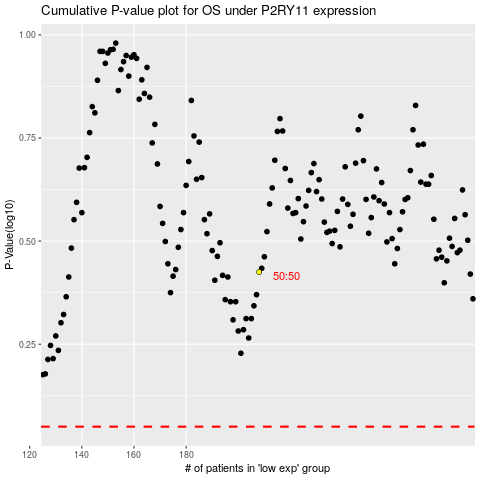 Cumulative P-value plot for OS under P2RY11 expression
1.00
0.75
0.50
0.25
P-Value(log10)
50:50
120 140 160 180
# of patients in 'low exp' group